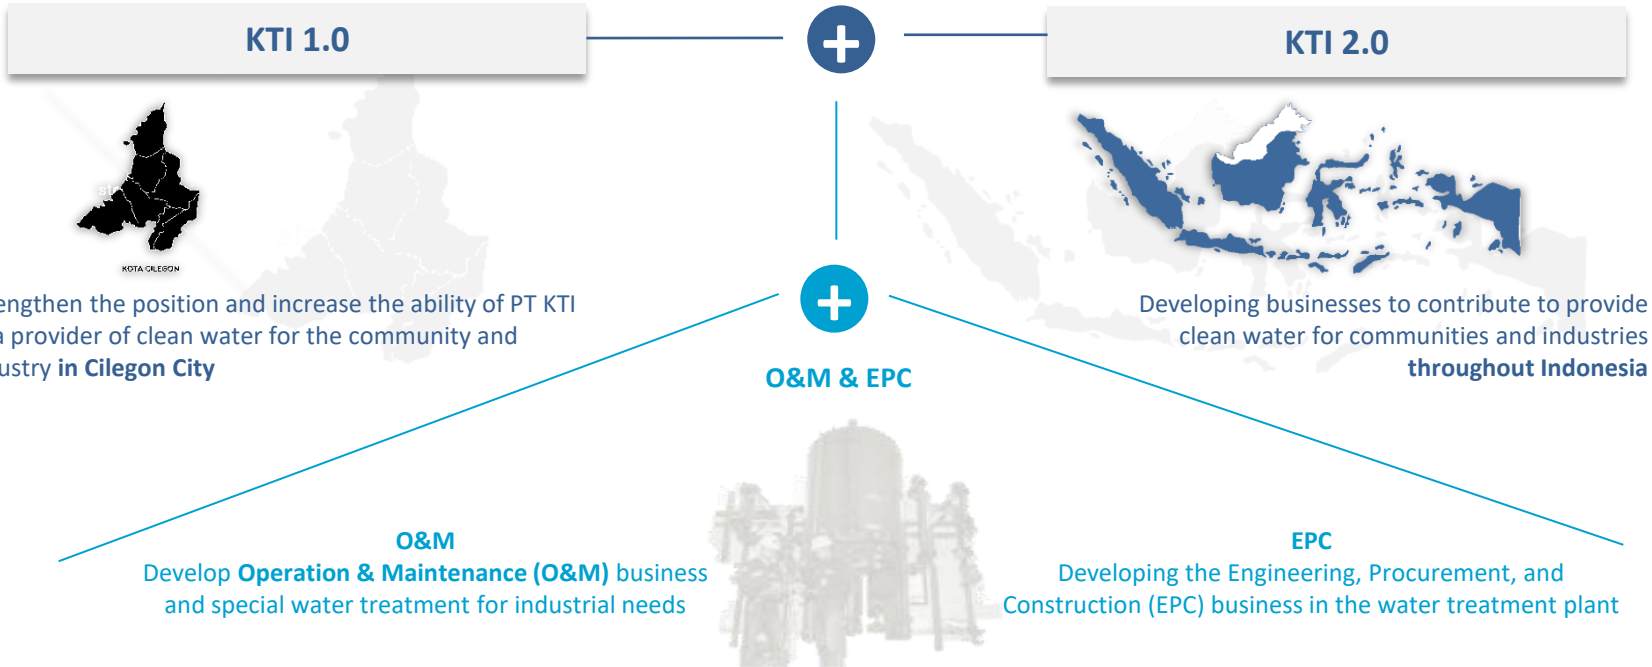 KTI 1.0
KTI 2.0
KOTA CILEGON
engthen the position and increase the ability of PT KTI
a provider of clean water for the community and
ustry in Cilegon City
Developing businesses to contribute to provide
clean water for communities and industries
throughout Indonesia
O&M & EPC
O&M
Develop Operation & Maintenance (O&M) business
and special water treatment for industrial needs
EPC
Developing the Engineering, Procurement, and
Construction (EPC) business in the water treatment plant